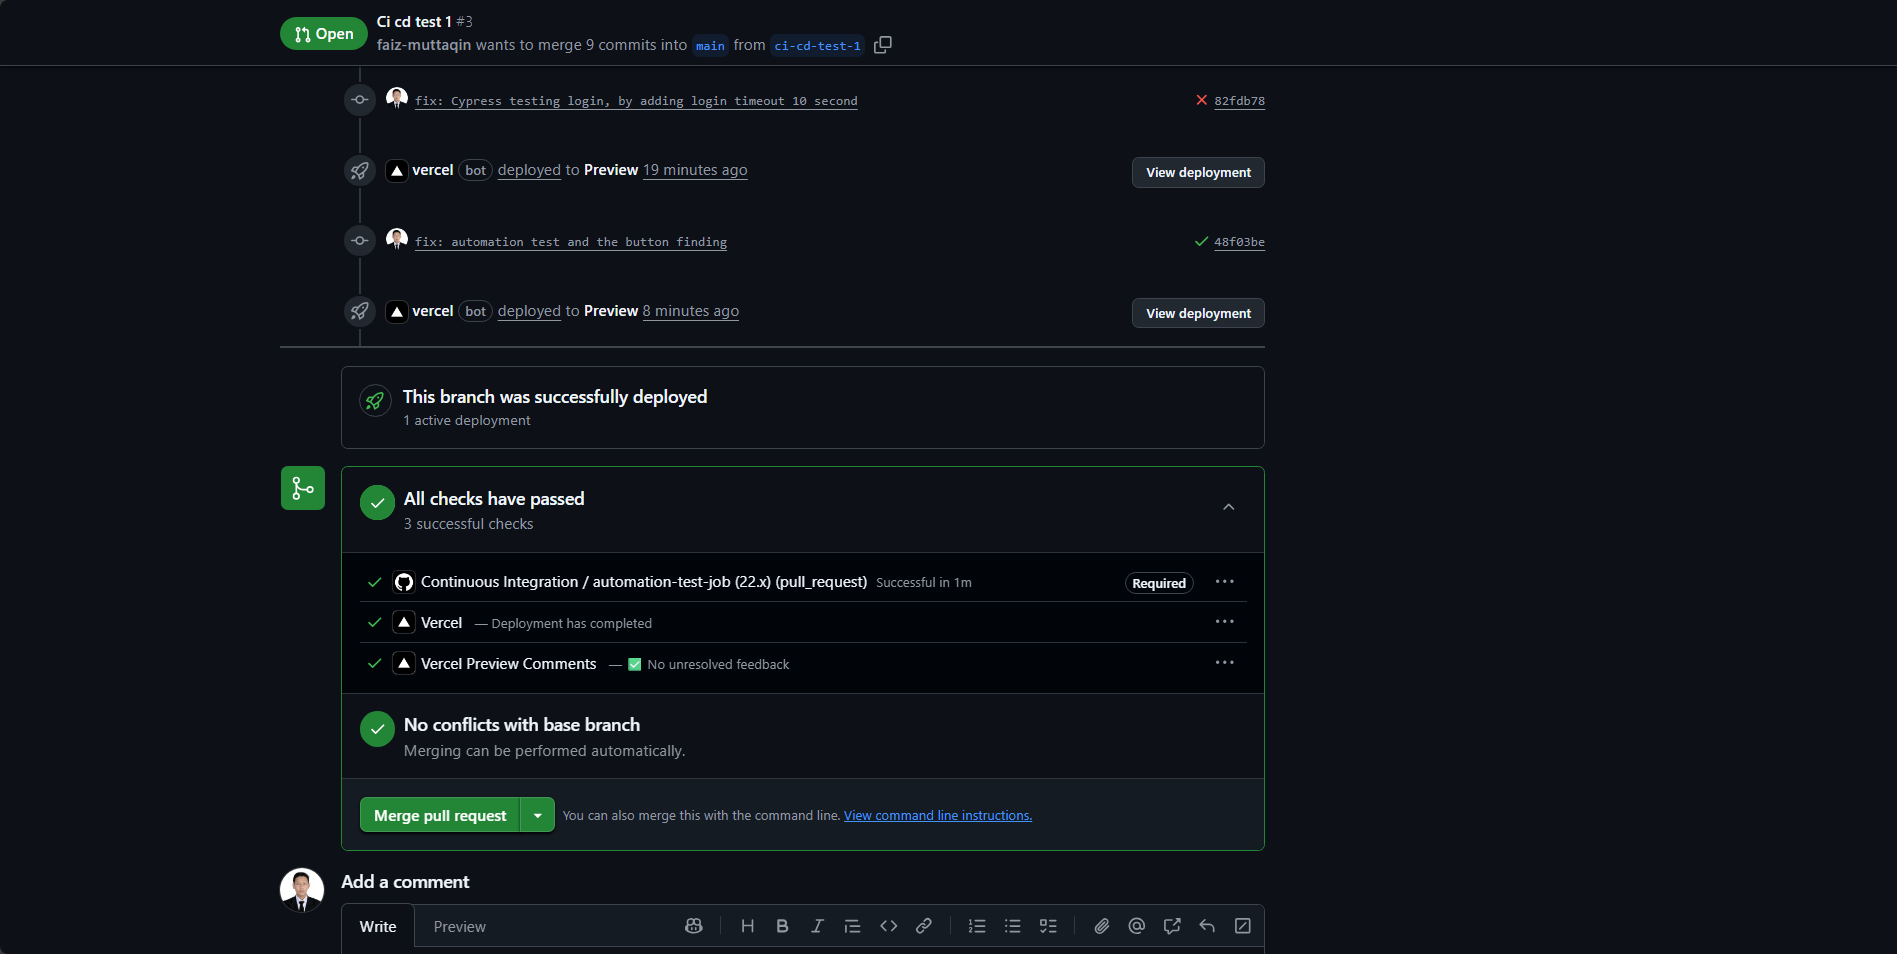 Open
Ci cd test 1 #3
faiz-muttaqin wants to merge 9 commits into main from ci-cd-test-1
fix: Cypress testing login, by adding login timeout 10 second 82fdb78
vercel bot deployed to Preview 19 minutes ago View deployment
fix: automation test and the button finding 48f03be
vercel bot deployed to Preview 8 minutes ago View deployment
This branch was successfully deployed
1 active deployment
All checks have passed
3 successful checks
Continuous Integration / automation-test-job (22.x) (pull_request) Successful in 1m Required
Vercel — Deployment has completed
Vercel Preview Comments — ✅ No unresolved feedback
No conflicts with base branch
Merging can be performed automatically.
Merge pull request You can also merge this with the command line. View command line instructions.
Add a comment
Write Preview